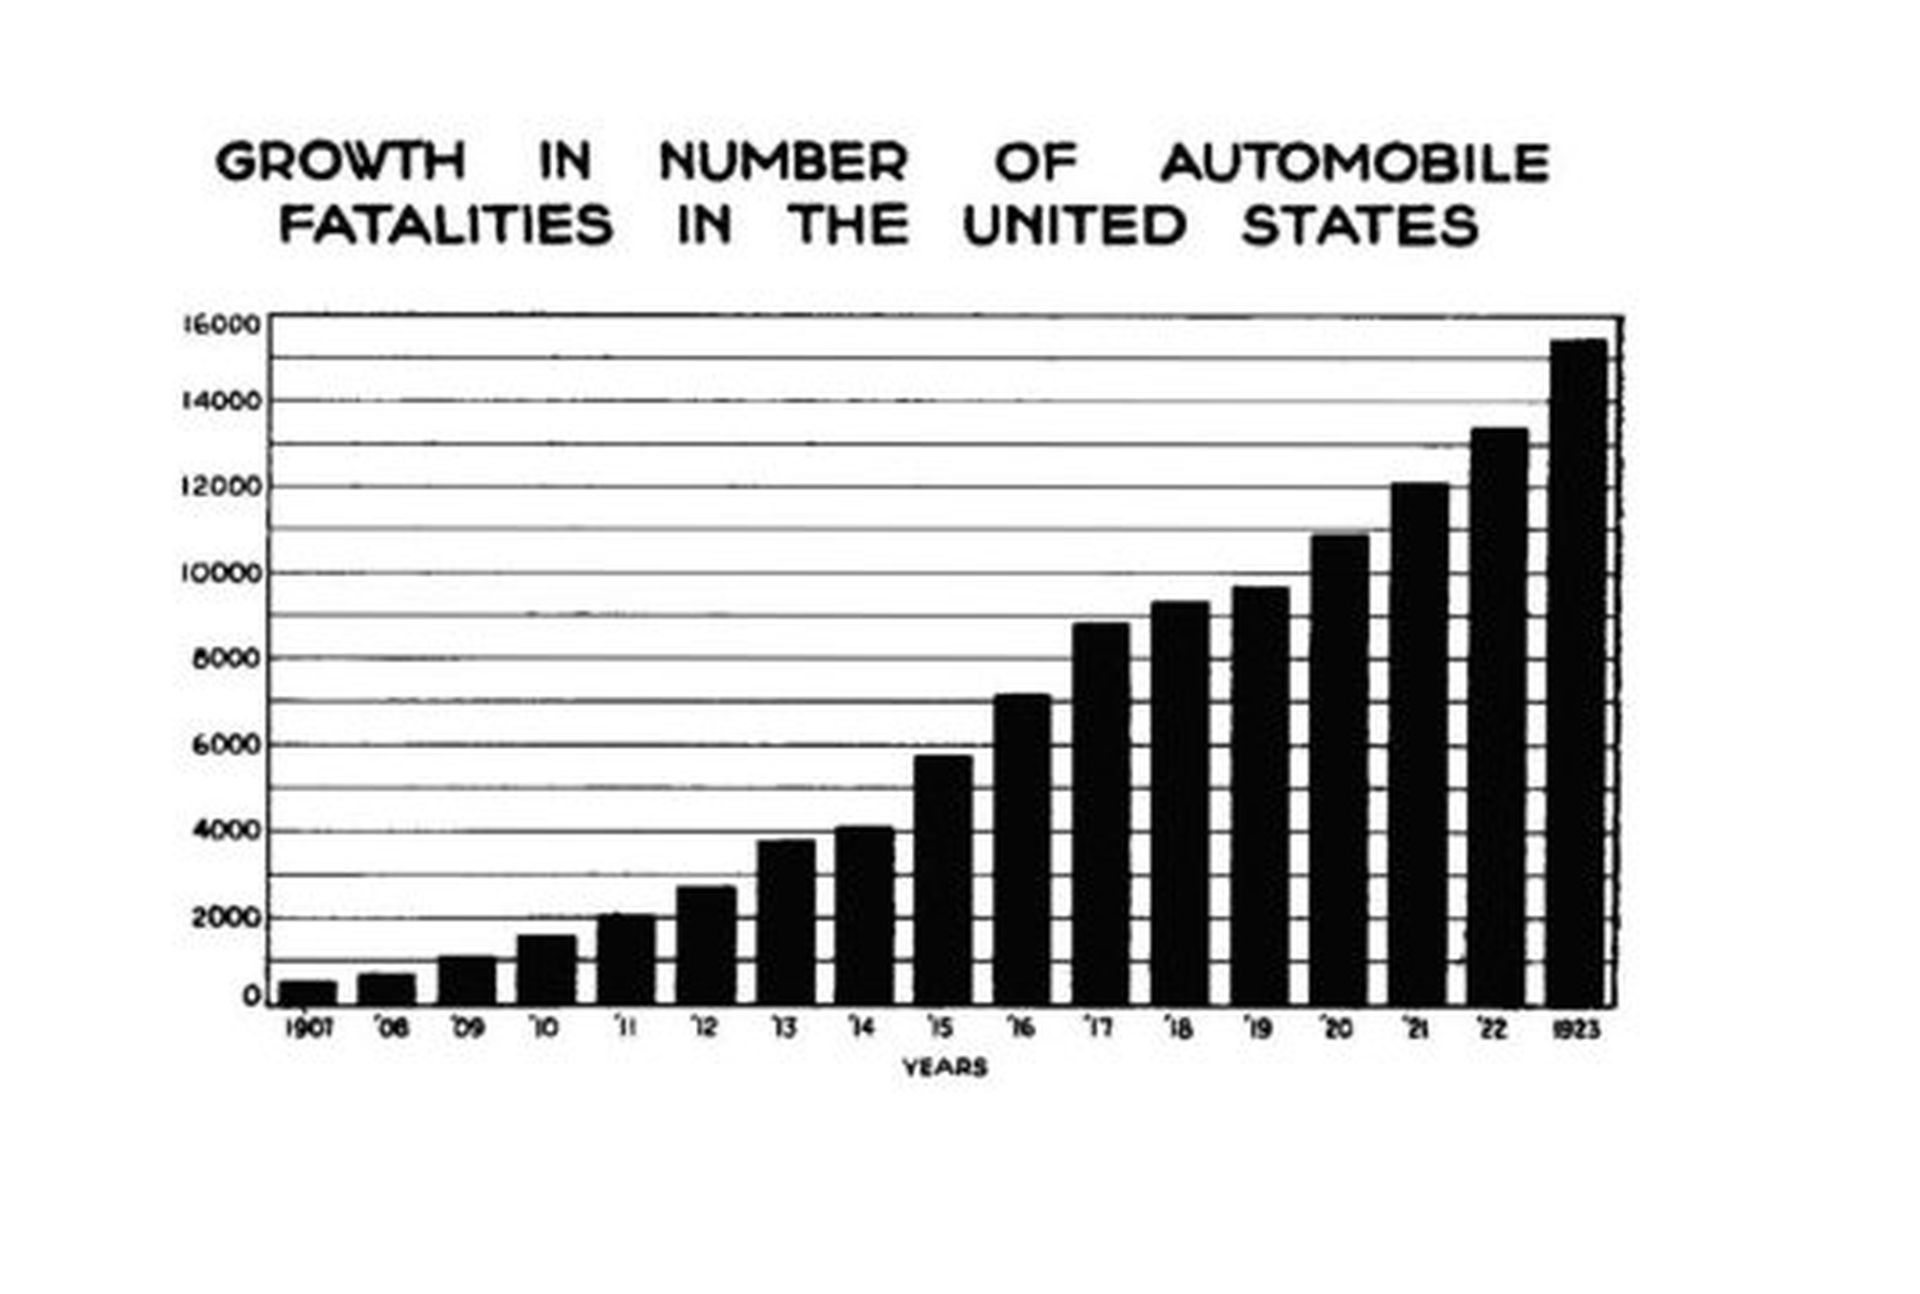 GROWTH IN NUMBER OF AUTOMOBILE
FATALITIES IN THE UNITED STATES
16000
14000
12000
10000
8000
6000
4000
2000
0
1907 '08 '09 '10 '11 '12 '13 '14 '15 '16 '17 '18 '19 '20 '21 '22 1923
YEARS